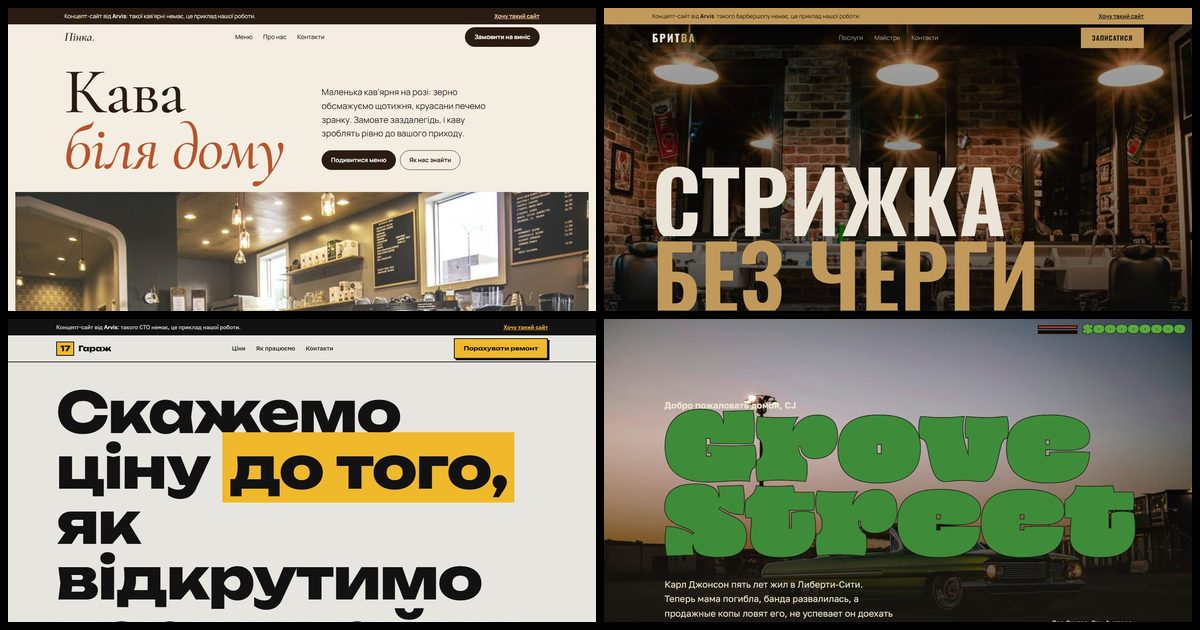 Концепт-сайт від Arvis: такої кав'ярні немає, це приклад нашої роботи.
Хочу такий сайт
Пінка.
Меню Про нас Контакти
Замовити на виніс
Кава
біля дому
Маленька кав'ярня на розі: зерно
обсмажуємо щотижня, круасани печемо
зранку. Замовте заздалегідь, і каву
зроблять рівно до вашого приходу.
Подивитися меню
Як нас знайти
Концепт-сайт від Arvis: такого барбершопу немає, це приклад нашої роботи.
Хочу такий сайт
БРИТВА
Послуги Майстри Контакти
ЗАПИСАТИСЯ
СТРИЖКА
БЕЗ ЧЕРГИ
Концепт-сайт від Arvis: такого СТО немає, це приклад нашої роботи.
Хочу такий сайт
17 Гараж
Ціни Як працюємо Контакти
Порахувати ремонт
Скажемо
ціну до того,
як
відкрутимо
$00000000
Добро пожаловать домой, CJ
Grove
Street
Карл Джонсон пять лет жил в Либерти-Сити.
Теперь мама погибла, банда развалилась, а
продажные копы ловят его, не успевает он доехать